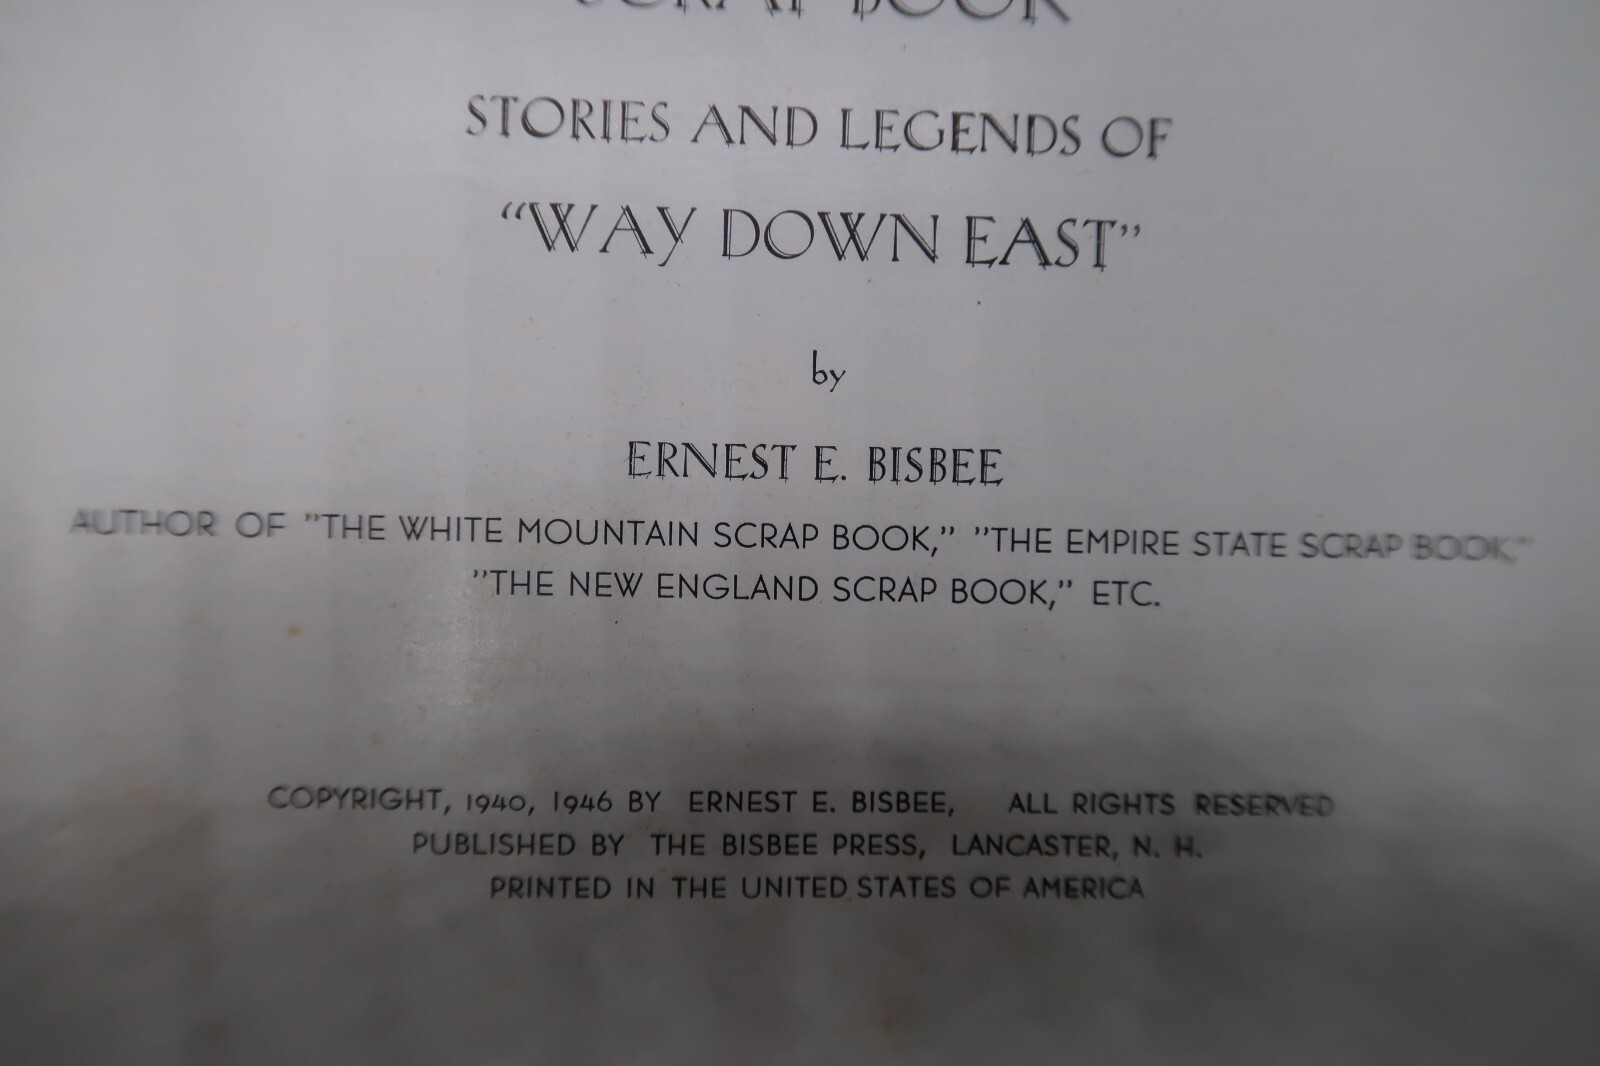 SCRAP BOOK
STORIES AND LEGENDS OF
"WAY DOWN EAST"
by
ERNEST E. BISBEE
AUTHOR OF "THE WHITE MOUNTAIN SCRAP BOOK," "THE EMPIRE STATE SCRAP BOOK,"
"THE NEW ENGLAND SCRAP BOOK," ETC.
COPYRIGHT, 1940, 1946 BY ERNEST E. BISBEE, ALL RIGHTS RESERVED
PUBLISHED BY THE BISBEE PRESS, LANCASTER, N. H.
PRINTED IN THE UNITED STATES OF AMERICA